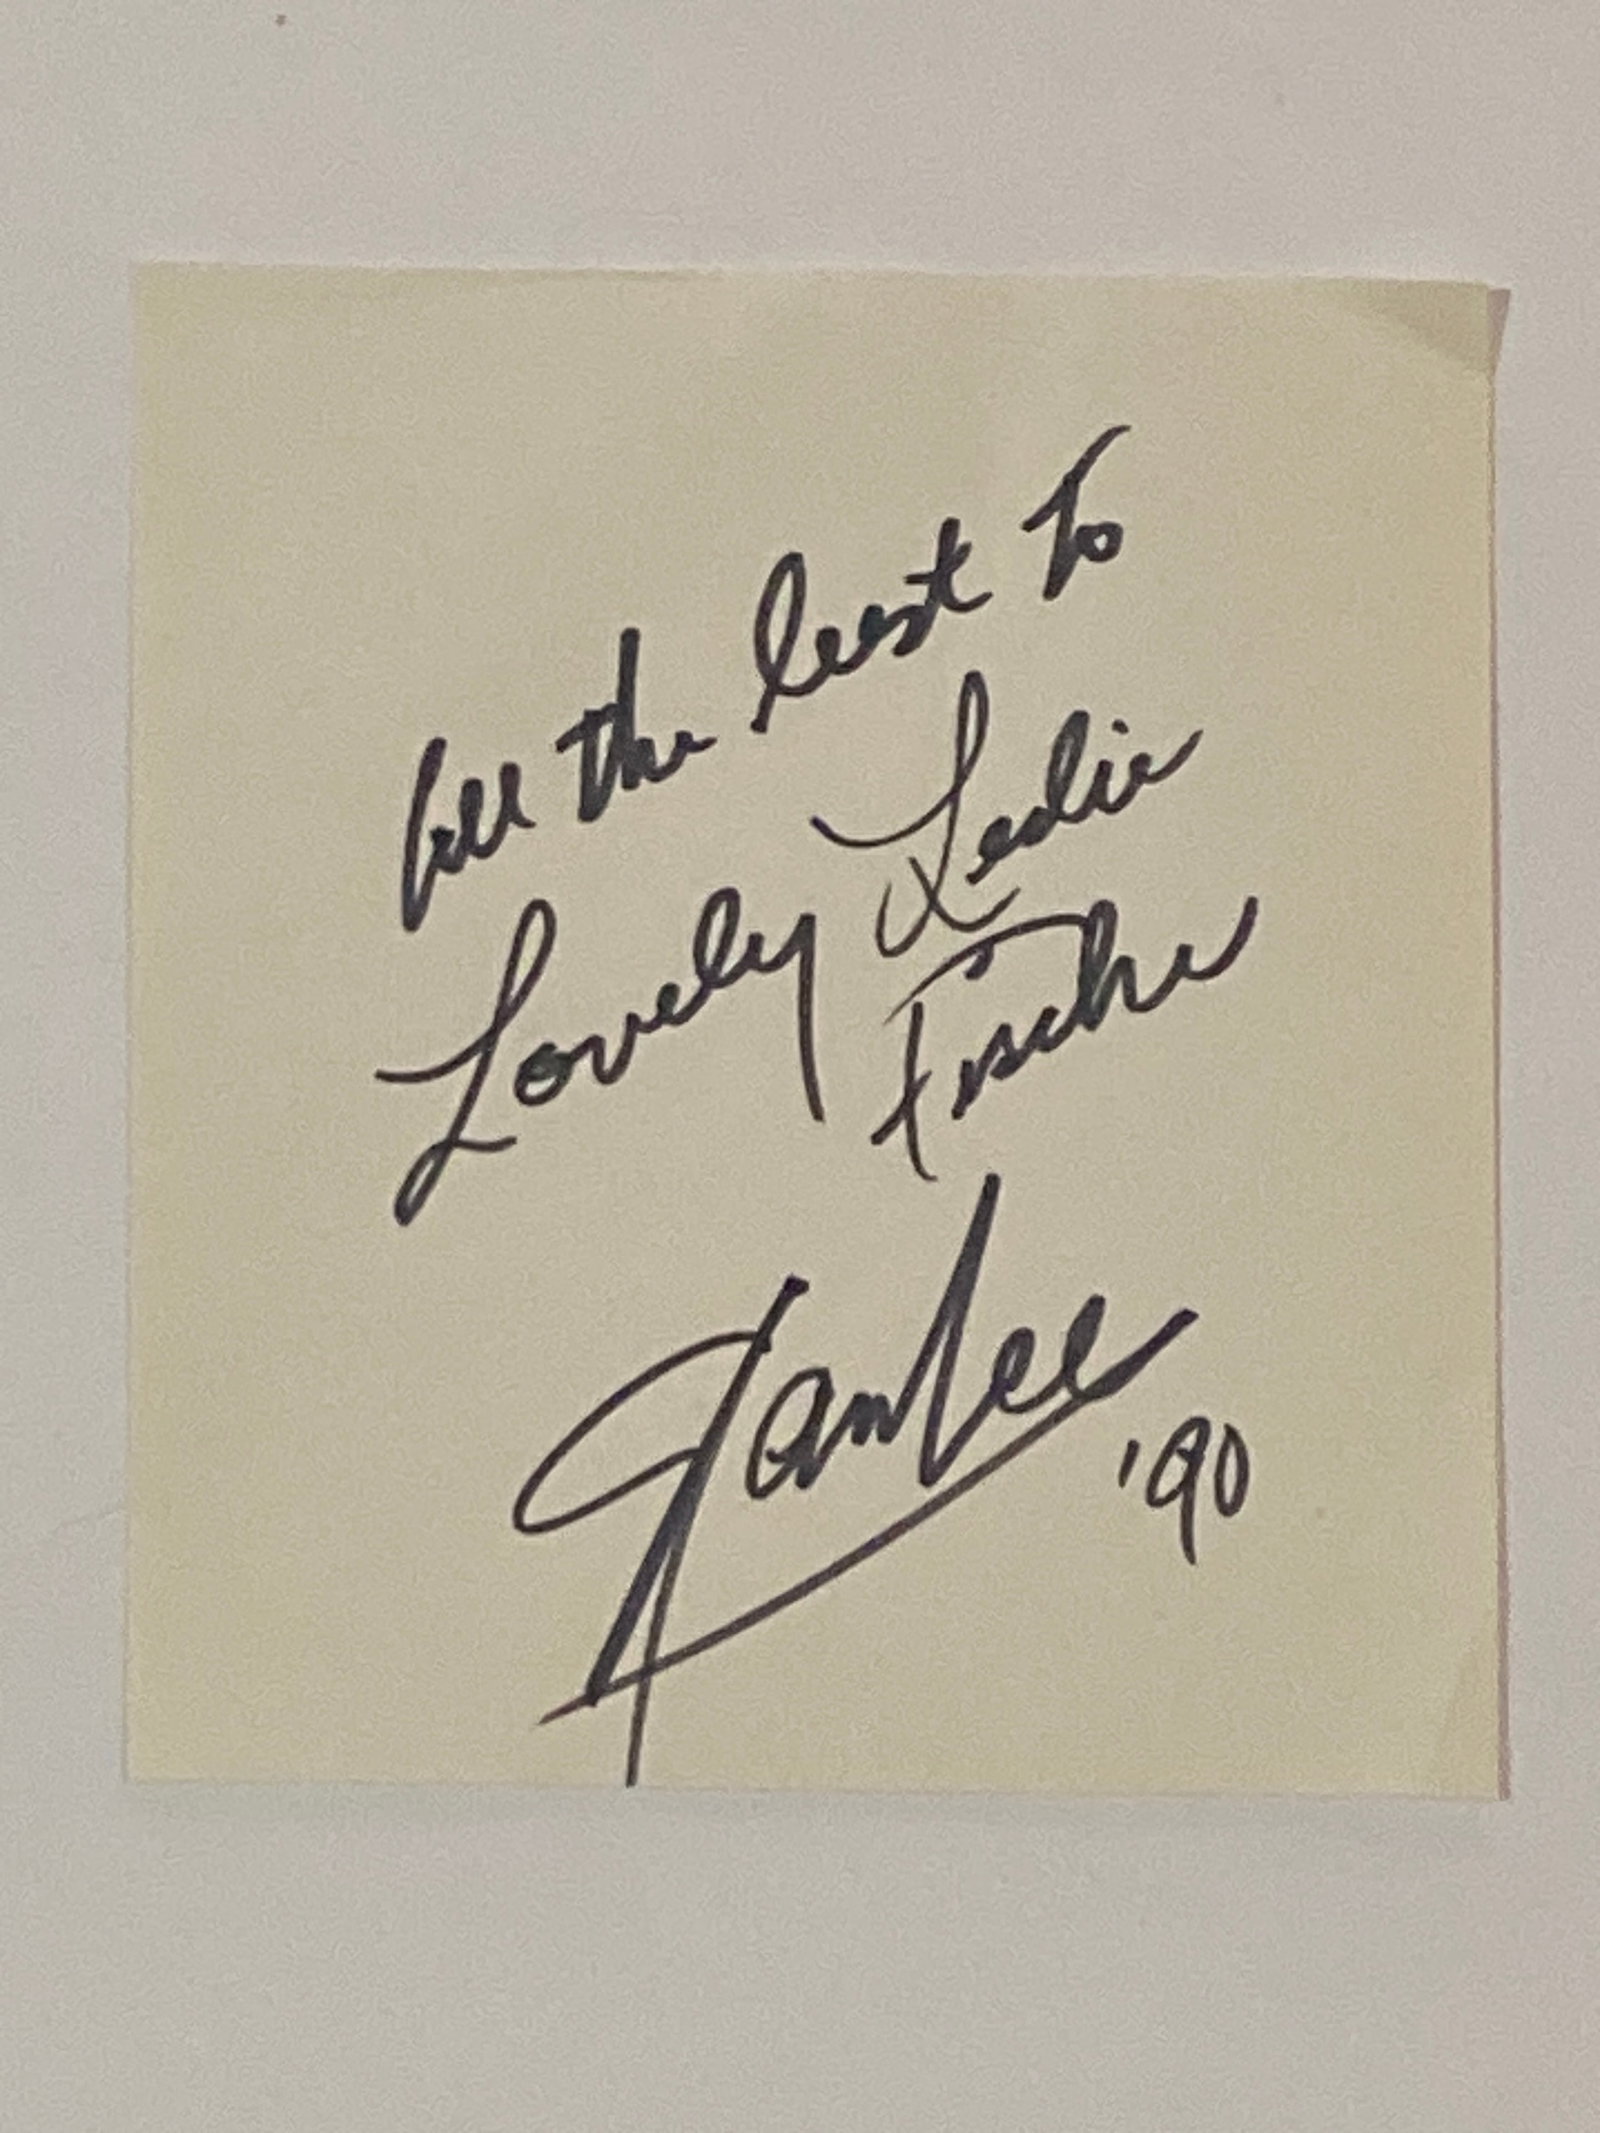 All the best to
Lovely Leslie
Fischer
Stan Lee
'90